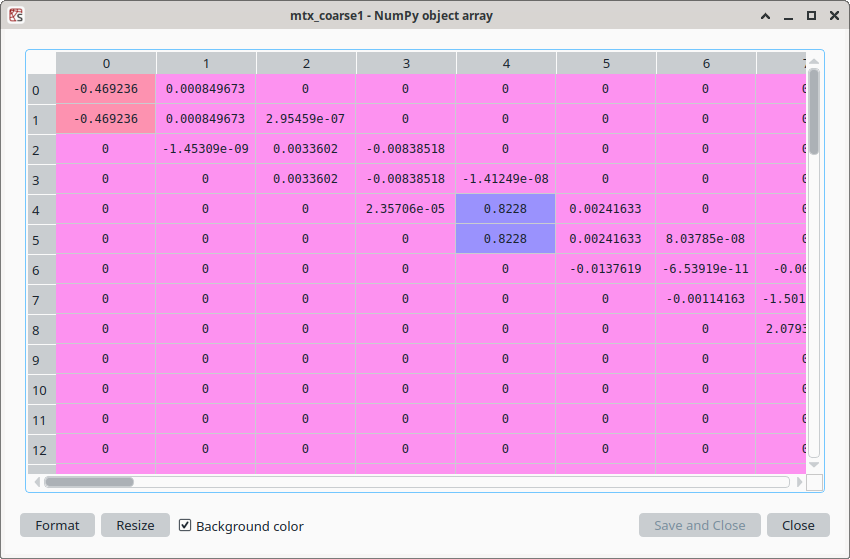 mtx_coarse1 - NumPy object array
0 1 2 3 4 5 6 7
0 -0.469236 0.000849673 0 0 0 0 0 0
1 -0.469236 0.000849673 2.95459e-07 0 0 0 0 0
2 0 -1.45309e-09 0.0033602 -0.00838518 0 0 0 0
3 0 0 0.0033602 -0.00838518 -1.41249e-08 0 0 0
4 0 0 0 2.35706e-05 0.8228 0.00241633 0 0
5 0 0 0 0 0.8228 0.00241633 8.03785e-08 0
6 0 0 0 0 0 -0.0137619 -6.53919e-11 -0.00
7 0 0 0 0 0 0 -0.00114163 -1.501
8 0 0 0 0 0 0 0 2.0793
9 0 0 0 0 0 0 0 0
10 0 0 0 0 0 0 0 0
11 0 0 0 0 0 0 0 0
12 0 0 0 0 0 0 0 0
Format Resize Background color Save and Close Close